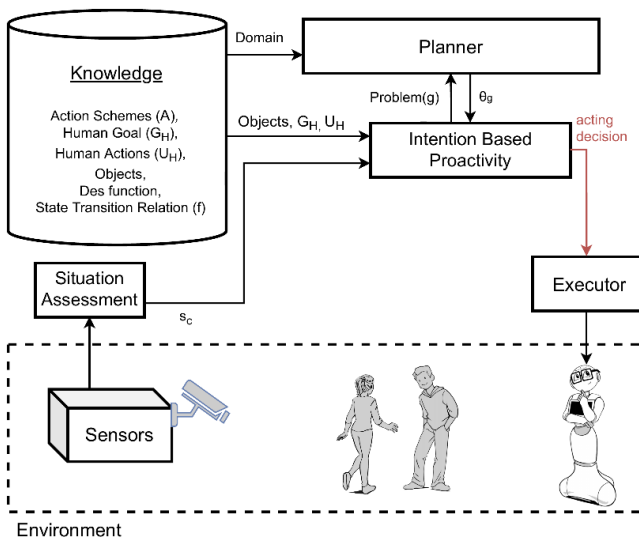 Knowledge
Action Schemes (A),
Human Goal (G_H),
Human Actions (U_H),
Objects,
Des function,
State Transition Relation (f)
Domain
Planner
Problem(g)
θ_g
Objects, G_H, U_H
Intention Based
Proactivity
acting
decision
Situation
Assessment
s_c
Executor
Sensors
Environment